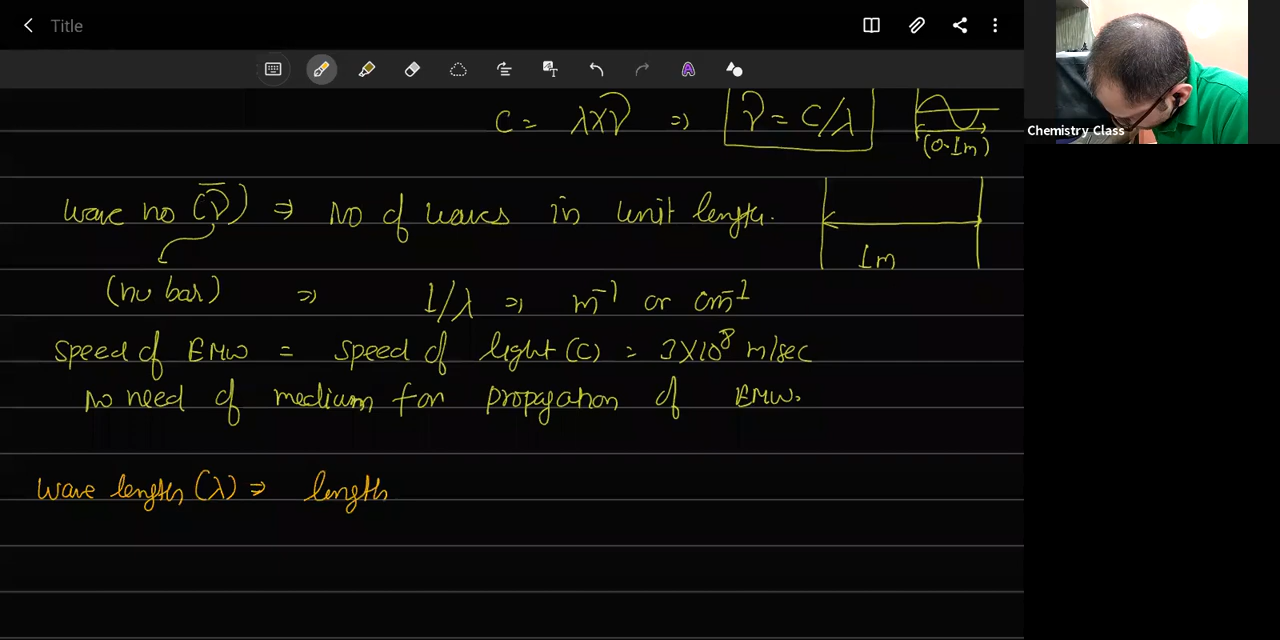 Title
C = λ×ν ⇒ ν = C/λ
(0.1m)
Chemistry Class
Wave no (ν̅) ⇒ No of waves in unit length.
1m
(nu bar) ⇒ 1/λ ⇒ m⁻¹ or cm⁻¹
Speed of EMW = Speed of light (C) = 3×10⁸ m/sec
No need of medium for propagation of EMW.
Wave length (λ) ⇒ length